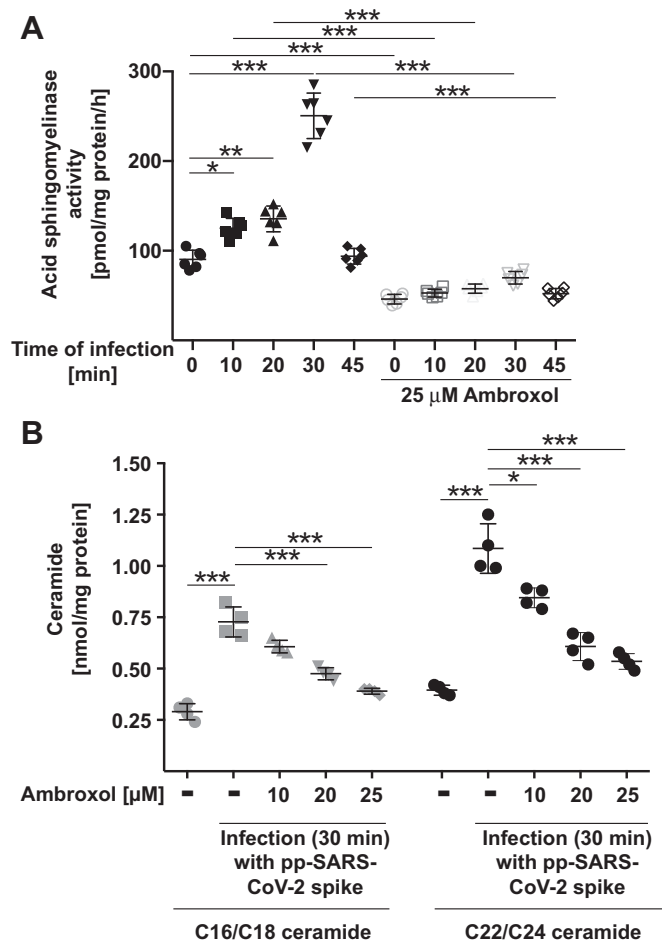 A
***
***
***
***
***
***
**
*
Acid sphingomyelinase
activity
[pmol/mg protein/h]
300
200
100
Time of infection
[min]
0 10 20 30 45 0 10 20 30 45
25 μM Ambroxol
B
***
***
***
*
***
***
***
***
Ceramide
[nmol/mg protein]
1.50
1.25
1.00
0.75
0.50
0.25
Ambroxol [µM]
- - 10 20 25 - - 10 20 25
Infection (30 min)
with pp-SARS-
CoV-2 spike
Infection (30 min)
with pp-SARS-
CoV-2 spike
C16/C18 ceramide
C22/C24 ceramide